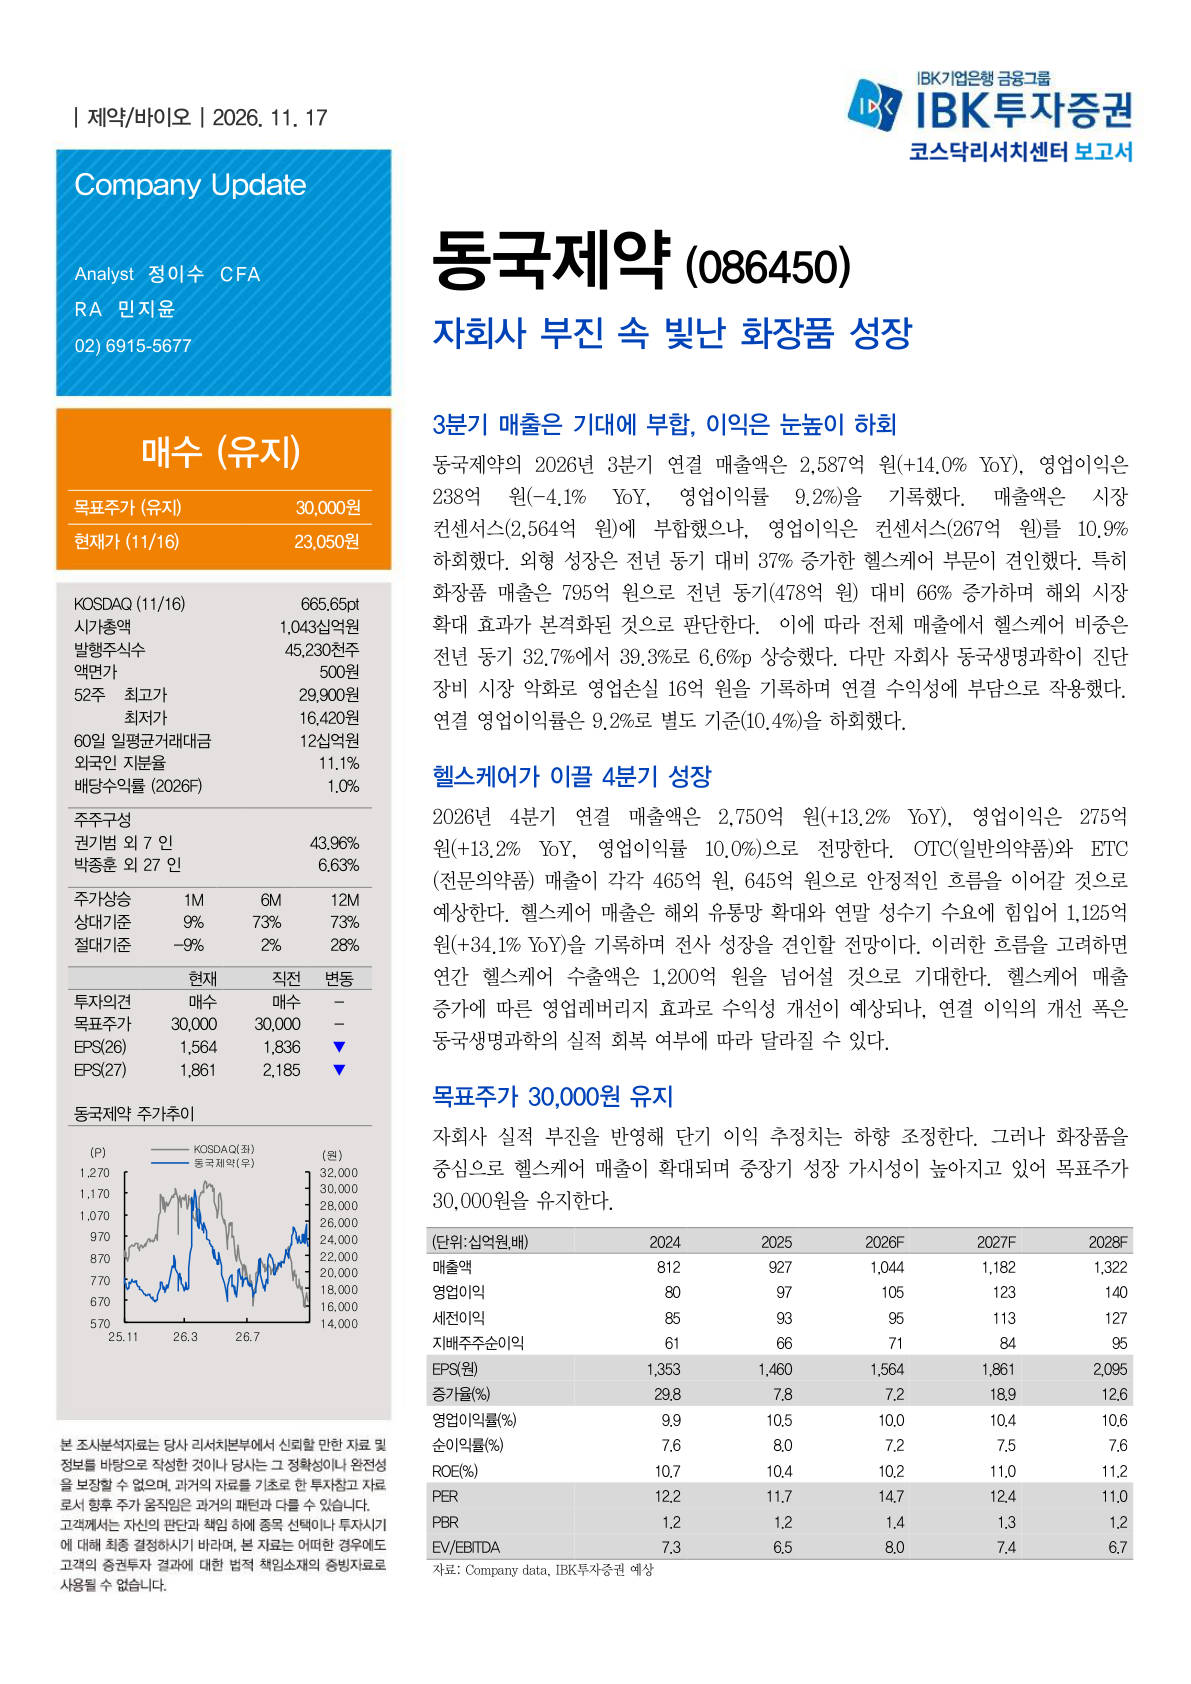 | 제약/바이오 | 2026. 11. 17
IBK기업은행 금융그룹
IBK투자증권
코스닥리서치센터 보고서
Company Update
Analyst 정이수 CFA
RA 민지윤
02) 6915-5677
매수 (유지)
목표주가 (유지) 30,000원
현재가 (11/16) 23,050원
KOSDAQ (11/16) 665.65pt
시가총액 1,043십억원
발행주식수 45,230천주
액면가 500원
52주 최고가 29,900원
최저가 16,420원
60일 일평균거래대금 12십억원
외국인 지분율 11.1%
배당수익률 (2026F) 1.0%
주주구성
권기범 외 7 인 43.96%
박종훈 외 27 인 6.63%
주가상승 1M 6M 12M
상대기준 9% 73% 73%
절대기준 -9% 2% 28%
현재 직전 변동
투자의견 매수 매수 -
목표주가 30,000 30,000 -
EPS(26) 1,564 1,836 ▼
EPS(27) 1,861 2,185 ▼
동국제약 주가추이
(P) KOSDAQ(좌) (원)
동국제약(우)
1,270 32,000
1,170 30,000
1,070 28,000
970 26,000
870 24,000
770 22,000
670 20,000
570 18,000
16,000
14,000
25.11 26.3 26.7
본 조사분석자료는 당사 리서치본부에서 신뢰할 만한 자료 및
정보를 바탕으로 작성한 것이나 당사는 그 정확성이나 완전성
을 보장할 수 없으며, 과거의 자료를 기초로 한 투자참고 자료
로서 향후 주가 움직임은 과거의 패턴과 다를 수 있습니다.
고객께서는 자신의 판단과 책임 하에 종목 선택이나 투자시기
에 대해 최종 결정하시기 바라며, 본 자료는 어떠한 경우에도
고객의 증권투자 결과에 대한 법적 책임소재의 증빙자료로
사용될 수 없습니다.
동국제약 (086450)
자회사 부진 속 빛난 화장품 성장
3분기 매출은 기대에 부합, 이익은 눈높이 하회
동국제약의 2026년 3분기 연결 매출액은 2,587억 원(+14.0% YoY), 영업이익은
238억 원(-4.1% YoY, 영업이익률 9.2%)을 기록했다. 매출액은 시장
컨센서스(2,564억 원)에 부합했으나, 영업이익은 컨센서스(267억 원)를 10.9%
하회했다. 외형 성장은 전년 동기 대비 37% 증가한 헬스케어 부문이 견인했다. 특히
화장품 매출은 795억 원으로 전년 동기(478억 원) 대비 66% 증가하며 해외 시장
확대 효과가 본격화된 것으로 판단한다. 이에 따라 전체 매출에서 헬스케어 비중은
전년 동기 32.7%에서 39.3%로 6.6%p 상승했다. 다만 자회사 동국생명과학이 진단
장비 시장 악화로 영업손실 16억 원을 기록하며 연결 수익성에 부담으로 작용했다.
연결 영업이익률은 9.2%로 별도 기준(10.4%)을 하회했다.
헬스케어가 이끌 4분기 성장
2026년 4분기 연결 매출액은 2,750억 원(+13.2% YoY), 영업이익은 275억
원(+13.2% YoY, 영업이익률 10.0%)으로 전망한다. OTC(일반의약품)와 ETC
(전문의약품) 매출이 각각 465억 원, 645억 원으로 안정적인 흐름을 이어갈 것으로
예상한다. 헬스케어 매출은 해외 유통망 확대와 연말 성수기 수요에 힘입어 1,125억
원(+34.1% YoY)을 기록하며 전사 성장을 견인할 전망이다. 이러한 흐름을 고려하면
연간 헬스케어 수출액은 1,200억 원을 넘어설 것으로 기대한다. 헬스케어 매출
증가에 따른 영업레버리지 효과로 수익성 개선이 예상되나, 연결 이익의 개선 폭은
동국생명과학의 실적 회복 여부에 따라 달라질 수 있다.
목표주가 30,000원 유지
자회사 실적 부진을 반영해 단기 이익 추정치는 하향 조정한다. 그러나 화장품을
중심으로 헬스케어 매출이 확대되며 중장기 성장 가시성이 높아지고 있어 목표주가
30,000원을 유지한다.
(단위:십억원,배) 2024 2025 2026F 2027F 2028F
매출액 812 927 1,044 1,182 1,322
영업이익 80 97 105 123 140
세전이익 85 93 95 113 127
지배주주순이익 61 66 71 84 95
EPS(원) 1,353 1,460 1,564 1,861 2,095
증가율(%) 29.8 7.8 7.2 18.9 12.6
영업이익률(%) 9.9 10.5 10.0 10.4 10.6
순이익률(%) 7.6 8.0 7.2 7.5 7.6
ROE(%) 10.7 10.4 10.2 11.0 11.2
PER 12.2 11.7 14.7 12.4 11.0
PBR 1.2 1.2 1.4 1.3 1.2
EV/EBITDA 7.3 6.5 8.0 7.4 6.7
자료: Company data, IBK투자증권 예상